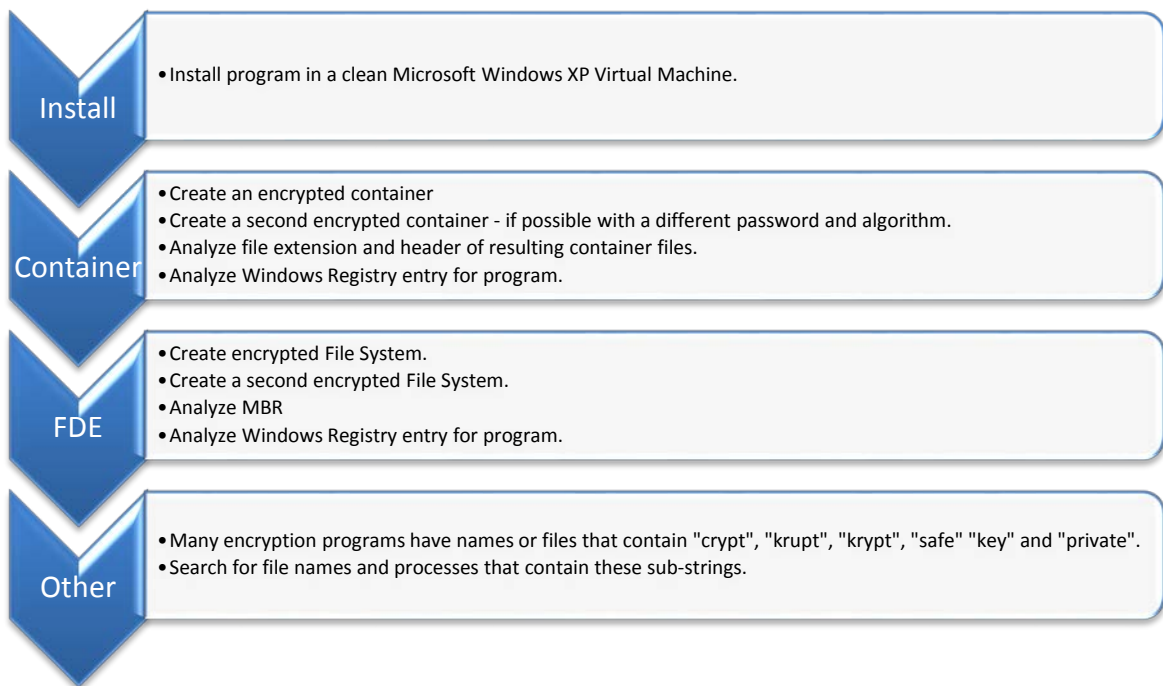 Install
•Install program in a clean Microsoft Windows XP Virtual Machine.
Container
•Create an encrypted container
•Create a second encrypted container - if possible with a different password and algorithm.
•Analyze file extension and header of resulting container files.
•Analyze Windows Registry entry for program.
FDE
•Create encrypted File System.
•Create a second encrypted File System.
•Analyze MBR
•Analyze Windows Registry entry for program.
Other
•Many encryption programs have names or files that contain "crypt", "krupt", "krypt", "safe" "key" and "private".
•Search for file names and processes that contain these sub-strings.